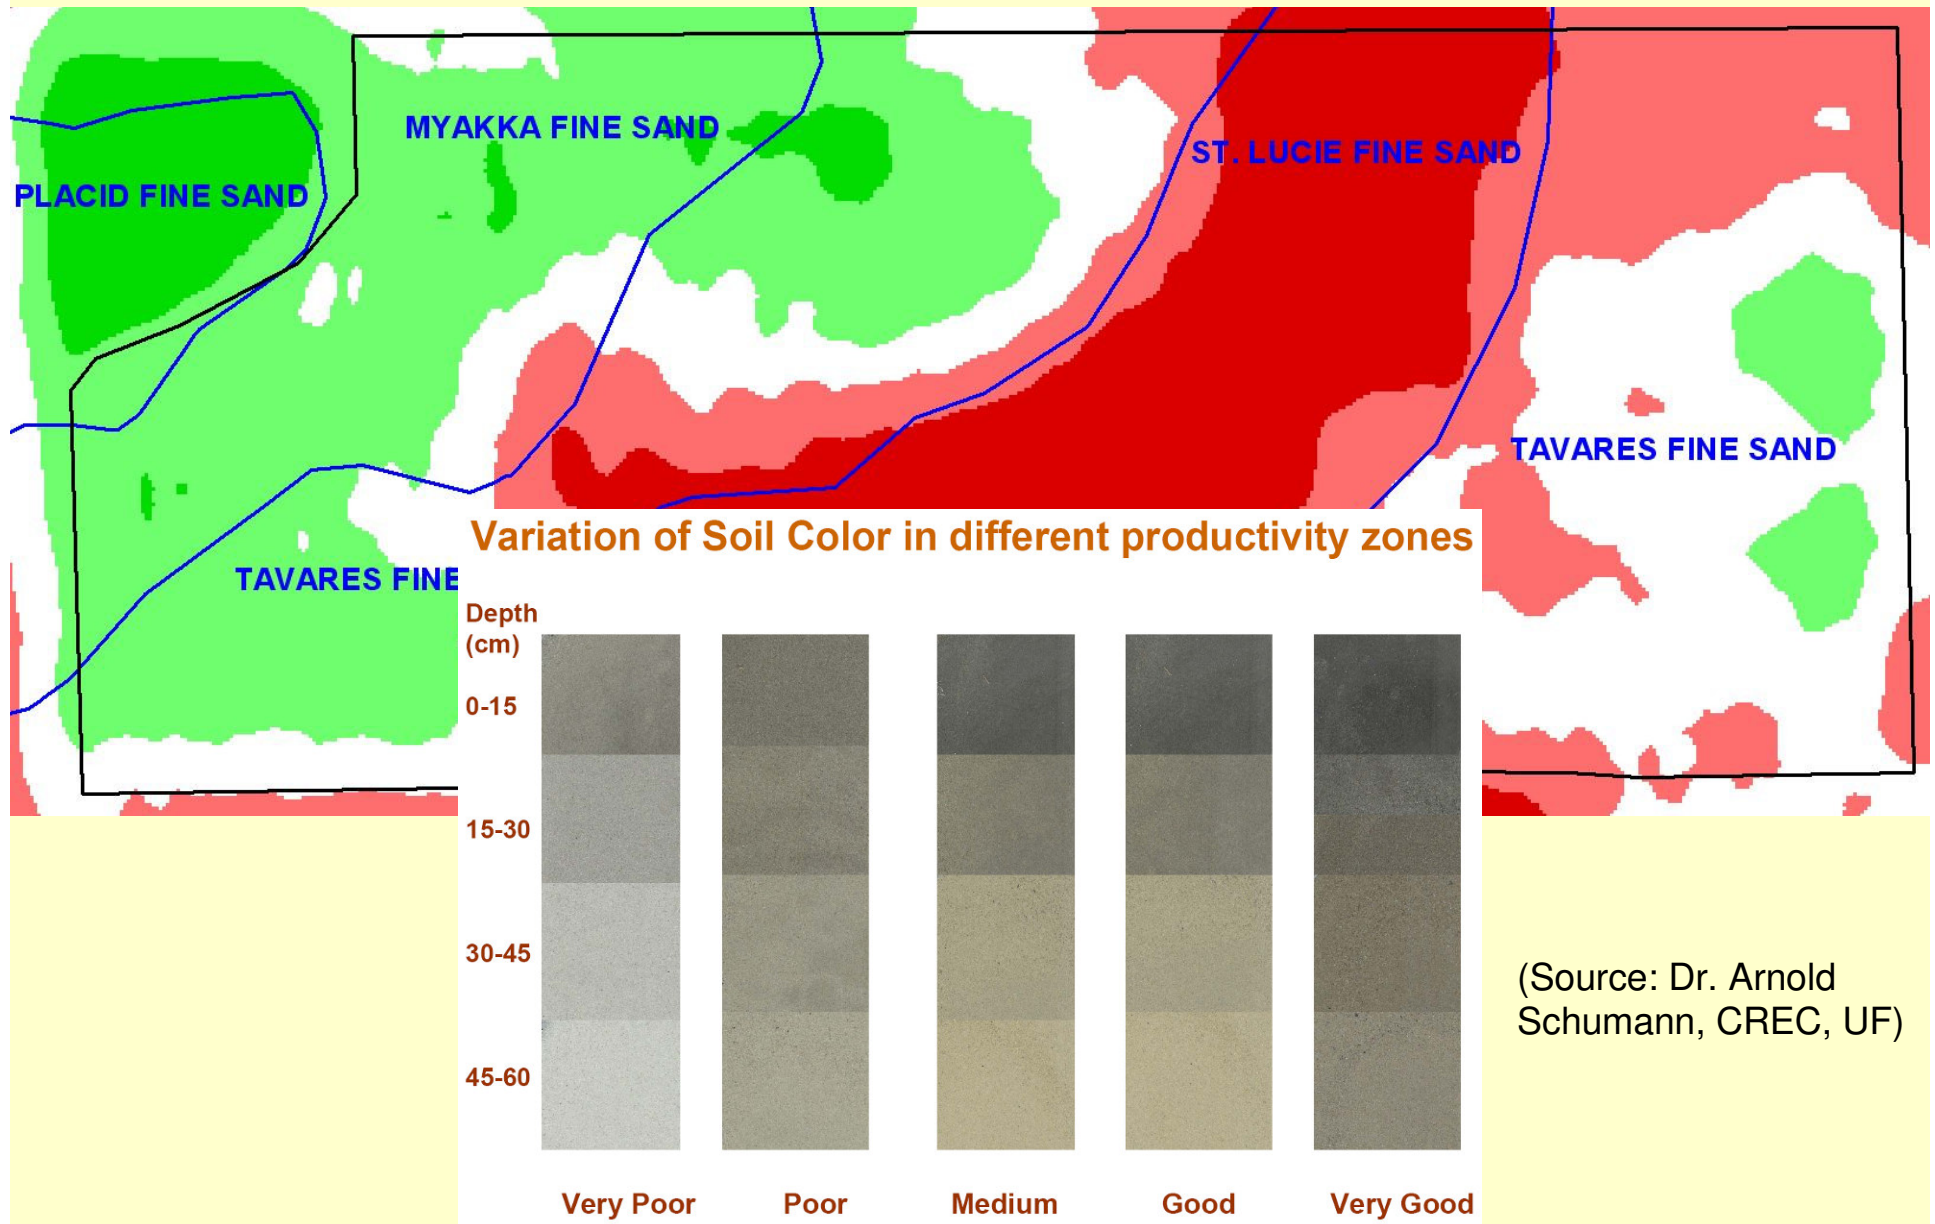 MYAKKA FINE SAND
ST. LUCIE FINE SAND
PLACID FINE SAND
TAVARES FINE SAND
TAVARES FINE
Variation of Soil Color in different productivity zones
Depth
(cm)
0-15
15-30
30-45
45-60
Very Poor Poor Medium Good Very Good
(Source: Dr. Arnold
Schumann, CREC, UF)